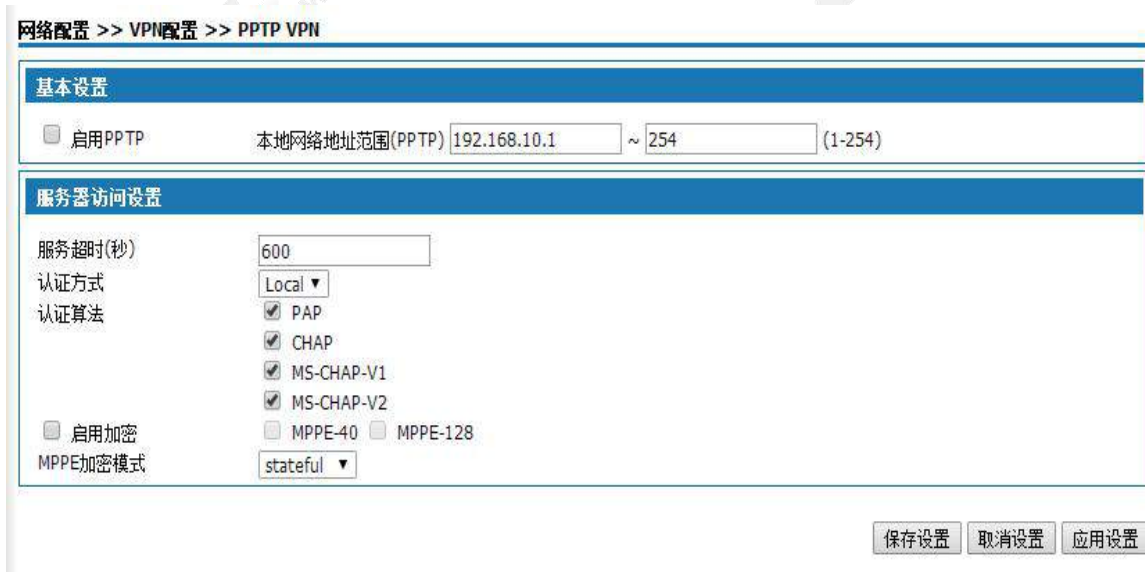 网络配置 >> VPN配置 >> PPTP VPN
基本设置
启用PPTP 本地网络地址范围(PPTP) 192.168.10.1 ~ 254 (1-254)
服务器访问设置
服务超时(秒) 600
认证方式 Local
认证算法 PAP
CHAP
MS-CHAP-V1
MS-CHAP-V2
启用加密 MPPE-40 MPPE-128
MPPE加密模式 stateful
保存设置 取消设置 应用设置